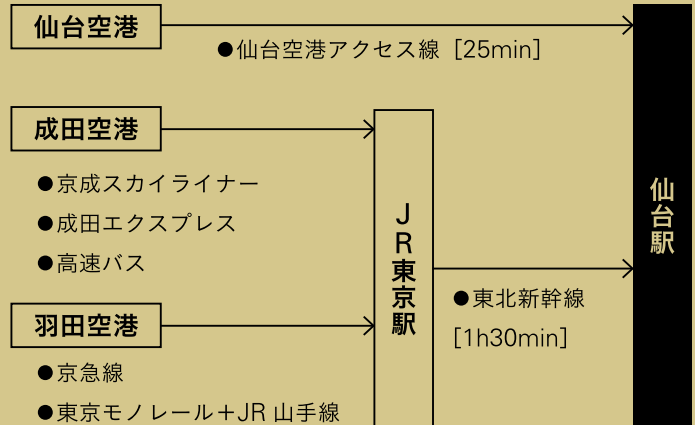 仙台空港
●仙台空港アクセス線 [25min]
成田空港
●京成スカイライナー
●成田エクスプレス
●高速バス
羽田空港
●京急線
●東京モノレール+JR 山手線
JR東京駅
●東北新幹線
[1h30min]
仙台駅